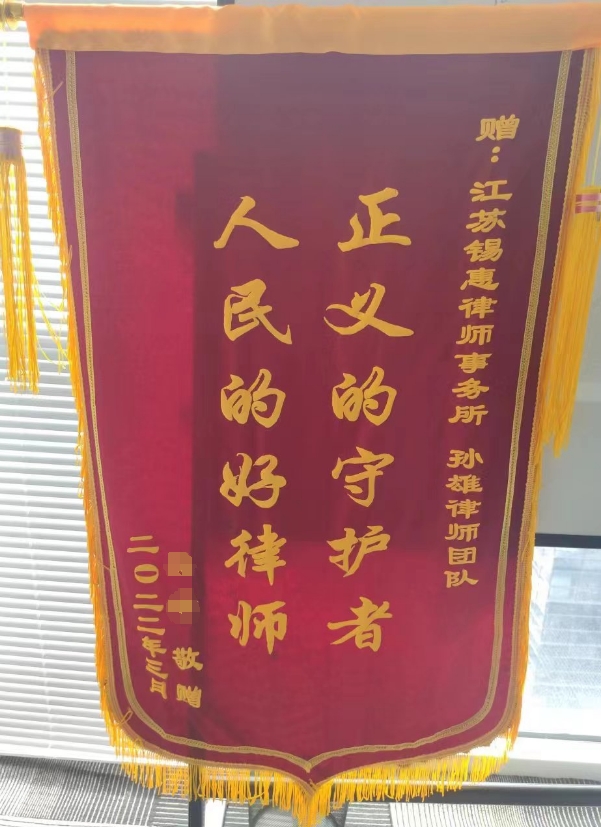 赠：江苏锡惠律师事务所 孙雄律师团队
正义的守护者
人民的好律师
敬赠
二〇二二年三月